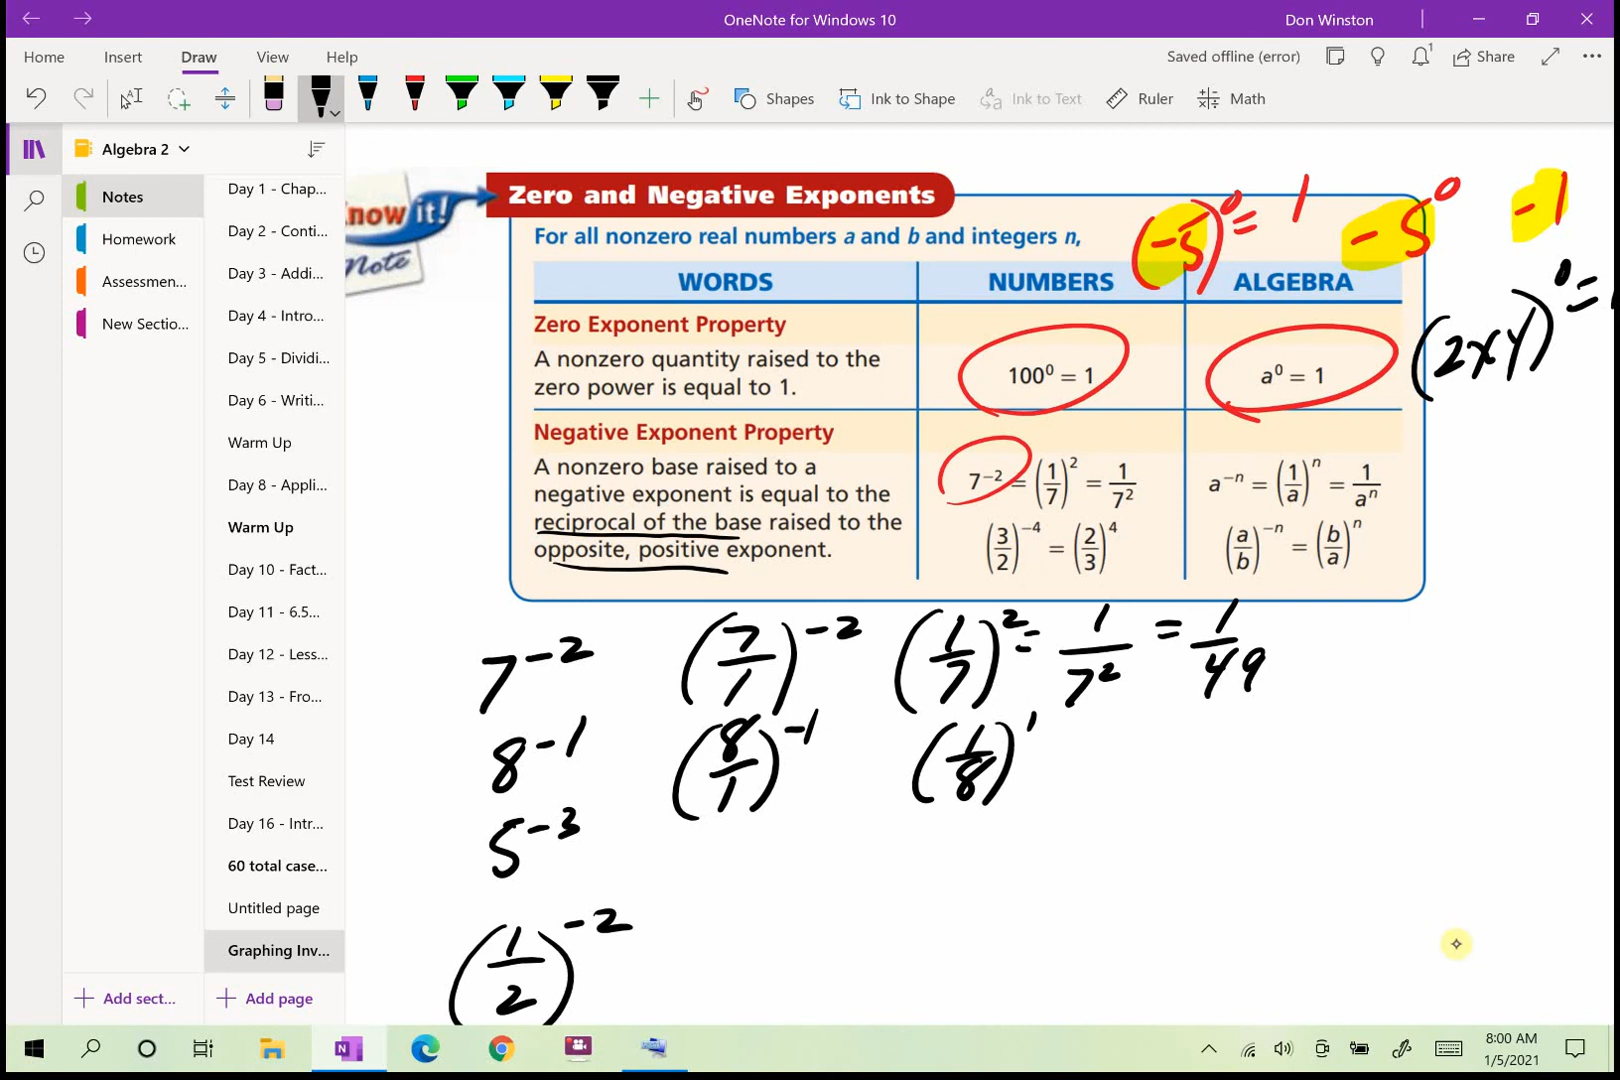 OneNote for Windows 10
Don Winston
Home Insert Draw View Help
Saved offline (error)
Share
Shapes
Ink to Shape
Ink to Text
Ruler
Math
Algebra 2
Notes
Homework
Assessmen...
New Sectio...
Add sect...
Day 1 - Chap...
Day 2 - Conti...
Day 3 - Addi...
Day 4 - Intro...
Day 5 - Dividi...
Day 6 - Writi...
Warm Up
Day 8 - Appli...
Warm Up
Day 10 - Fact...
Day 11 - 6.5...
Day 12 - Less...
Day 13 - Fro...
Day 14
Test Review
Day 16 - Intr...
60 total case...
Untitled page
Graphing Inv...
Add page
now it!
Note
Zero and Negative Exponents
For all nonzero real numbers a and b and integers n,
(-5)⁰ = 1 -5⁰ -1
WORDS NUMBERS ALGEBRA
Zero Exponent Property
A nonzero quantity raised to the
zero power is equal to 1.
100⁰ = 1
a⁰ = 1
(2xy)⁰ =
Negative Exponent Property
A nonzero base raised to a
negative exponent is equal to the
reciprocal of the base raised to the
opposite, positive exponent.
7⁻² = (1/7)² = 1/7²
(3/2)⁻⁴ = (2/3)⁴
a⁻ⁿ = (1/a)ⁿ = 1/aⁿ
(a/b)⁻ⁿ = (b/a)ⁿ
7⁻² (7/1)⁻² (1/7)² = 1/7² = 1/49
8⁻¹ (8/1)⁻¹ (1/8)¹
5⁻³
(1/2)⁻²
8:00 AM
1/5/2021